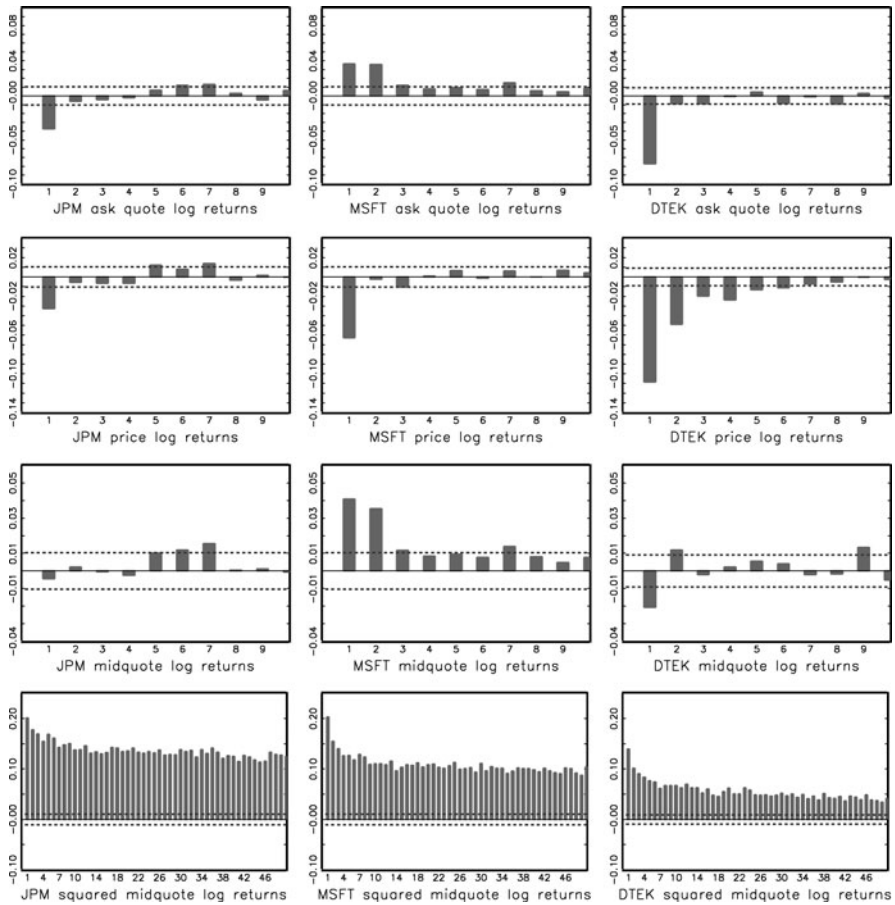 0.08
0.04
−0.00
−0.05
−0.10
1 2 3 4 5 6 7 8 9
JPM ask quote log returns
0.08
0.04
−0.00
−0.05
−0.10
1 2 3 4 5 6 7 8 9
MSFT ask quote log returns
0.08
0.04
−0.00
−0.05
−0.10
1 2 3 4 5 6 7 8 9
DTEK ask quote log returns
0.02
−0.02
−0.06
−0.10
−0.14
1 2 3 4 5 6 7 8 9
JPM price log returns
0.02
−0.02
−0.06
−0.10
−0.14
1 2 3 4 5 6 7 8 9
MSFT price log returns
0.02
−0.02
−0.06
−0.10
−0.14
1 2 3 4 5 6 7 8 9
DTEK price log returns
0.05
0.03
0.01
−0.01
−0.04
1 2 3 4 5 6 7 8 9
JPM midquote log returns
0.05
0.03
0.01
−0.01
−0.04
1 2 3 4 5 6 7 8 9
MSFT midquote log returns
0.05
0.03
0.01
−0.01
−0.04
1 2 3 4 5 6 7 8 9
DTEK midquote log returns
0.20
0.10
−0.00
−0.10
1 4 7 10 14 18 22 26 30 34 38 42 46
JPM squared midquote log returns
0.20
0.10
−0.00
−0.10
1 4 7 10 14 18 22 26 30 34 38 42 46
MSFT squared midquote log returns
0.20
0.10
−0.00
−0.10
1 4 7 10 14 18 22 26 30 34 38 42 46
DTEK squared midquote log returns